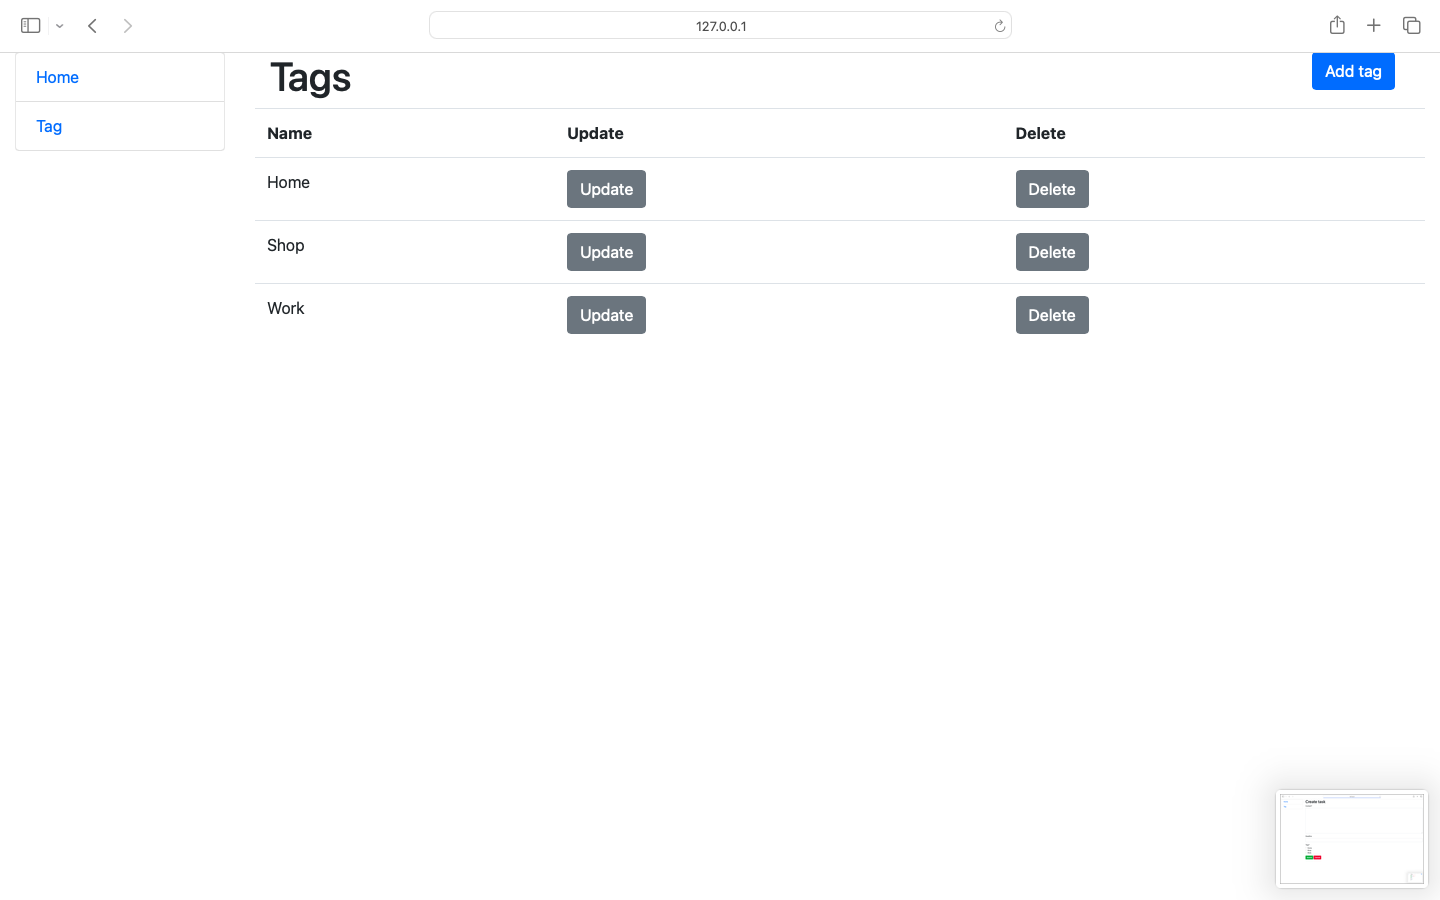 127.0.0.1
Home
Tag
Tags
Add tag
Name Update Delete
Home Update Delete
Shop Update Delete
Work Update Delete
Create task